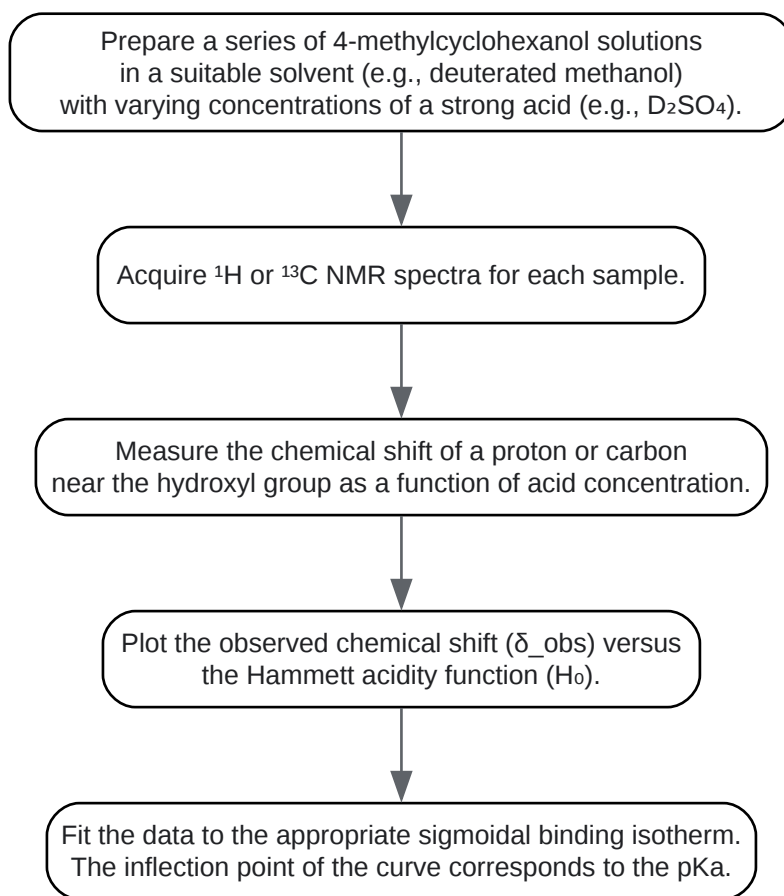 Prepare a series of 4-methylcyclohexanol solutions
in a suitable solvent (e.g., deuterated methanol)
with varying concentrations of a strong acid (e.g., D₂SO₄).
Acquire ¹H or ¹³C NMR spectra for each sample.
Measure the chemical shift of a proton or carbon
near the hydroxyl group as a function of acid concentration.
Plot the observed chemical shift (δ_obs) versus
the Hammett acidity function (H₀).
Fit the data to the appropriate sigmoidal binding isotherm.
The inflection point of the curve corresponds to the pKa.